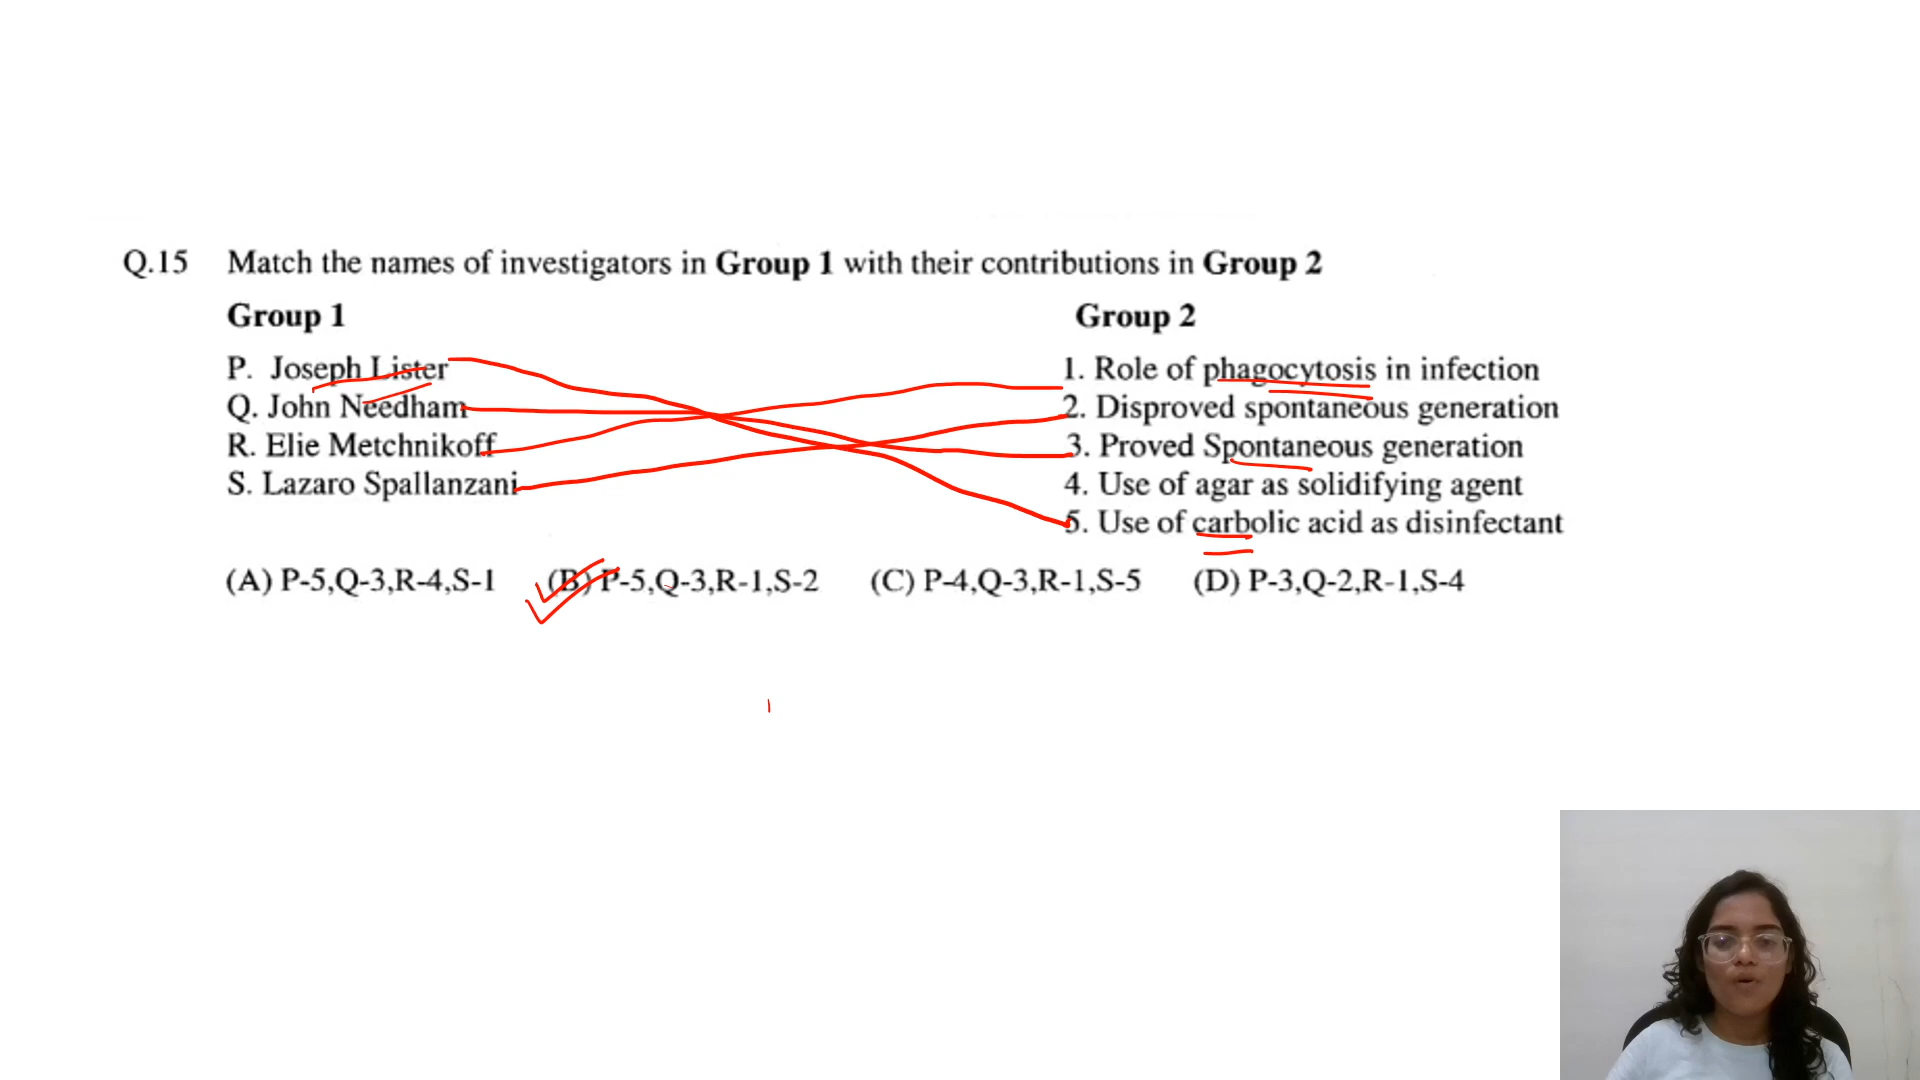 Q.15 Match the names of investigators in Group 1 with their contributions in Group 2
Group 1 Group 2
P. Joseph Lister 1. Role of phagocytosis in infection
Q. John Needham 2. Disproved spontaneous generation
R. Elie Metchnikoff 3. Proved Spontaneous generation
S. Lazaro Spallanzani 4. Use of agar as solidifying agent
5. Use of carbolic acid as disinfectant
(A) P-5,Q-3,R-4,S-1 (B) P-5,Q-3,R-1,S-2 (C) P-4,Q-3,R-1,S-5 (D) P-3,Q-2,R-1,S-4